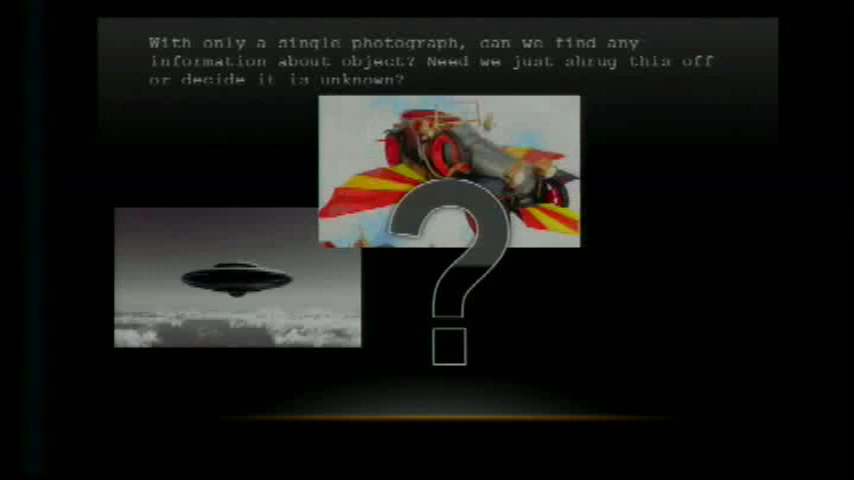 With only a single photograph, can we find any
information about object? Need we just shrug this off
or decide it is unknown?
?